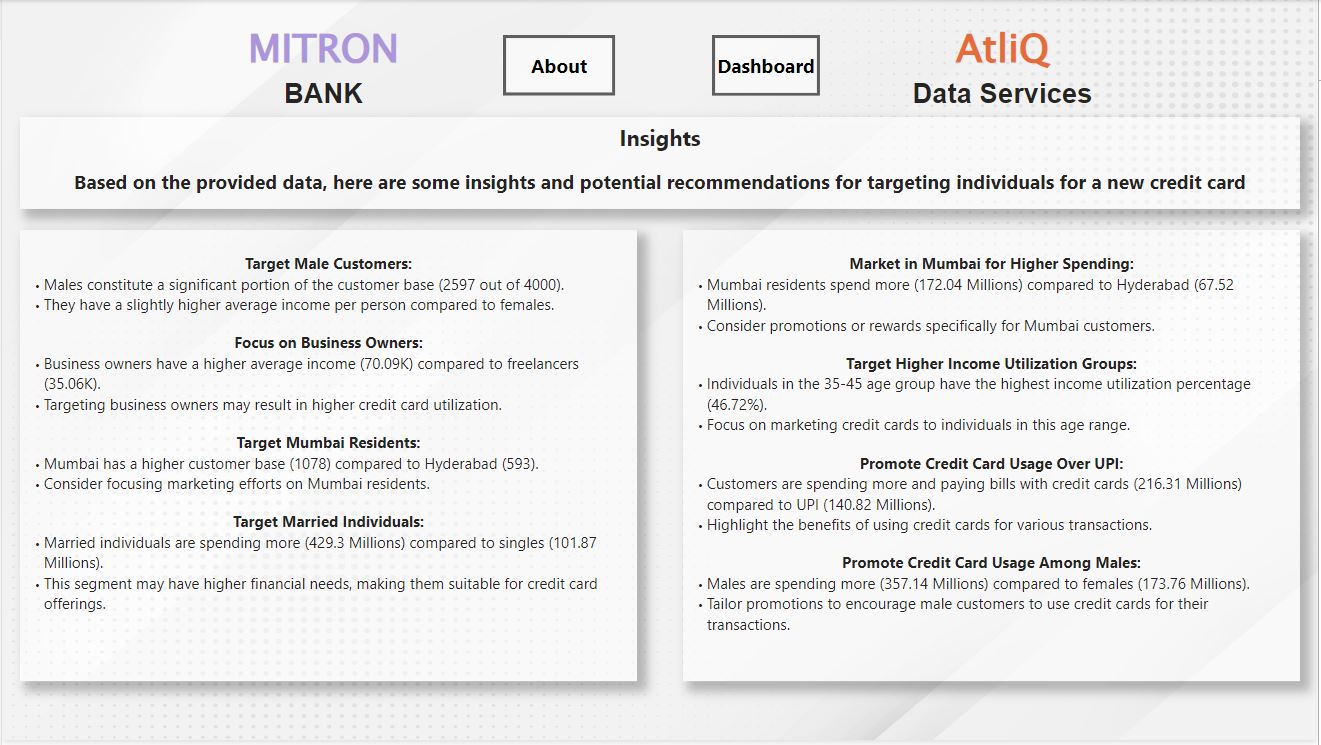 MITRON
BANK
About
Dashboard
AtliQ
Data Services
Insights
Based on the provided data, here are some insights and potential recommendations for targeting individuals for a new credit card
Target Male Customers:
• Males constitute a significant portion of the customer base (2597 out of 4000).
• They have a slightly higher average income per person compared to females.
Focus on Business Owners:
• Business owners have a higher average income (70.09K) compared to freelancers
(35.06K).
• Targeting business owners may result in higher credit card utilization.
Target Mumbai Residents:
• Mumbai has a higher customer base (1078) compared to Hyderabad (593).
• Consider focusing marketing efforts on Mumbai residents.
Target Married Individuals:
• Married individuals are spending more (429.3 Millions) compared to singles (101.87
Millions).
• This segment may have higher financial needs, making them suitable for credit card
offerings.
Market in Mumbai for Higher Spending:
• Mumbai residents spend more (172.04 Millions) compared to Hyderabad (67.52
Millions).
• Consider promotions or rewards specifically for Mumbai customers.
Target Higher Income Utilization Groups:
• Individuals in the 35-45 age group have the highest income utilization percentage
(46.72%).
• Focus on marketing credit cards to individuals in this age range.
Promote Credit Card Usage Over UPI:
• Customers are spending more and paying bills with credit cards (216.31 Millions)
compared to UPI (140.82 Millions).
• Highlight the benefits of using credit cards for various transactions.
Promote Credit Card Usage Among Males:
• Males are spending more (357.14 Millions) compared to females (173.76 Millions).
• Tailor promotions to encourage male customers to use credit cards for their
transactions.